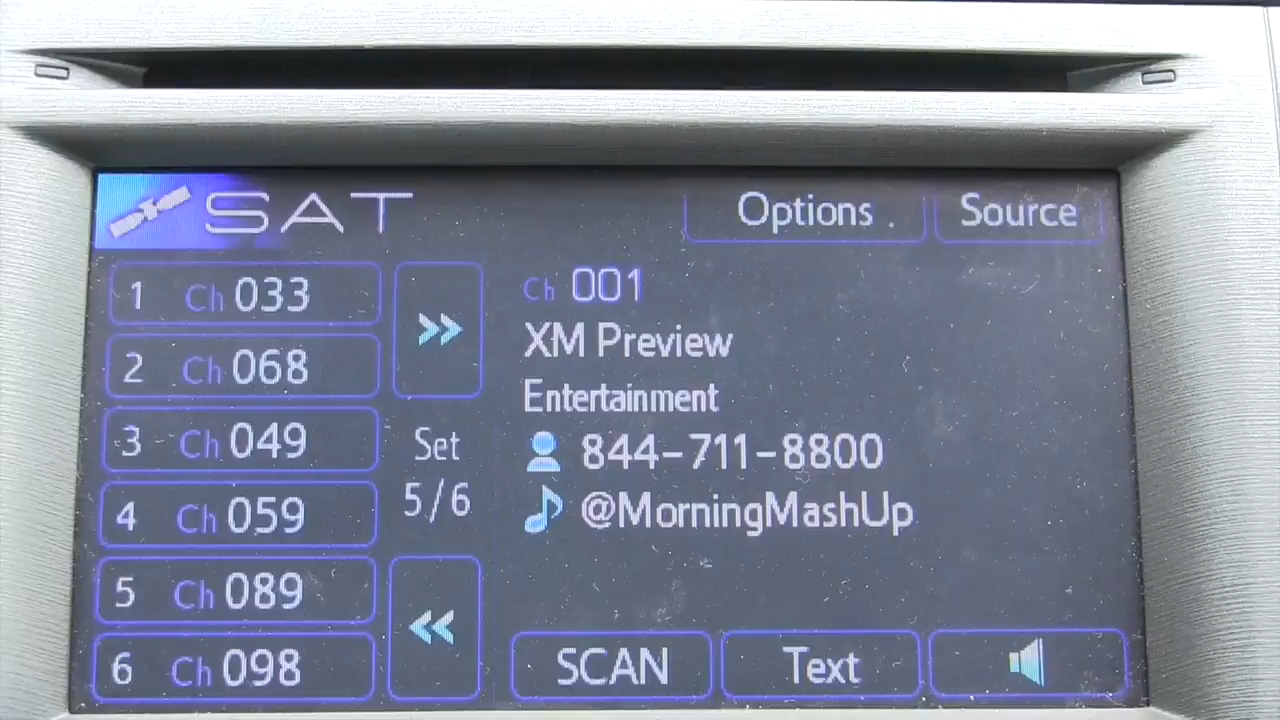 SAT
Options
Source
1 Ch 033
2 Ch 068
3 Ch 049
4 Ch 059
5 Ch 089
6 Ch 098
>>
Set
5/6
<<
Ch 001
XM Preview
Entertainment
844-711-8800
@MorningMashUp
SCAN
Text